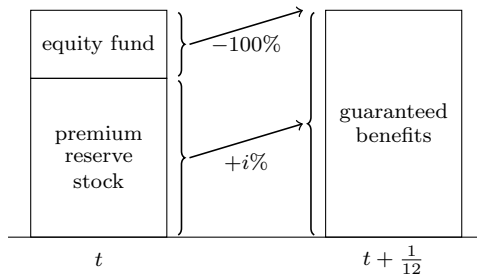 equity fund
−100%
premium
reserve
stock
+i%
guaranteed
benefits
t
t + 1/12